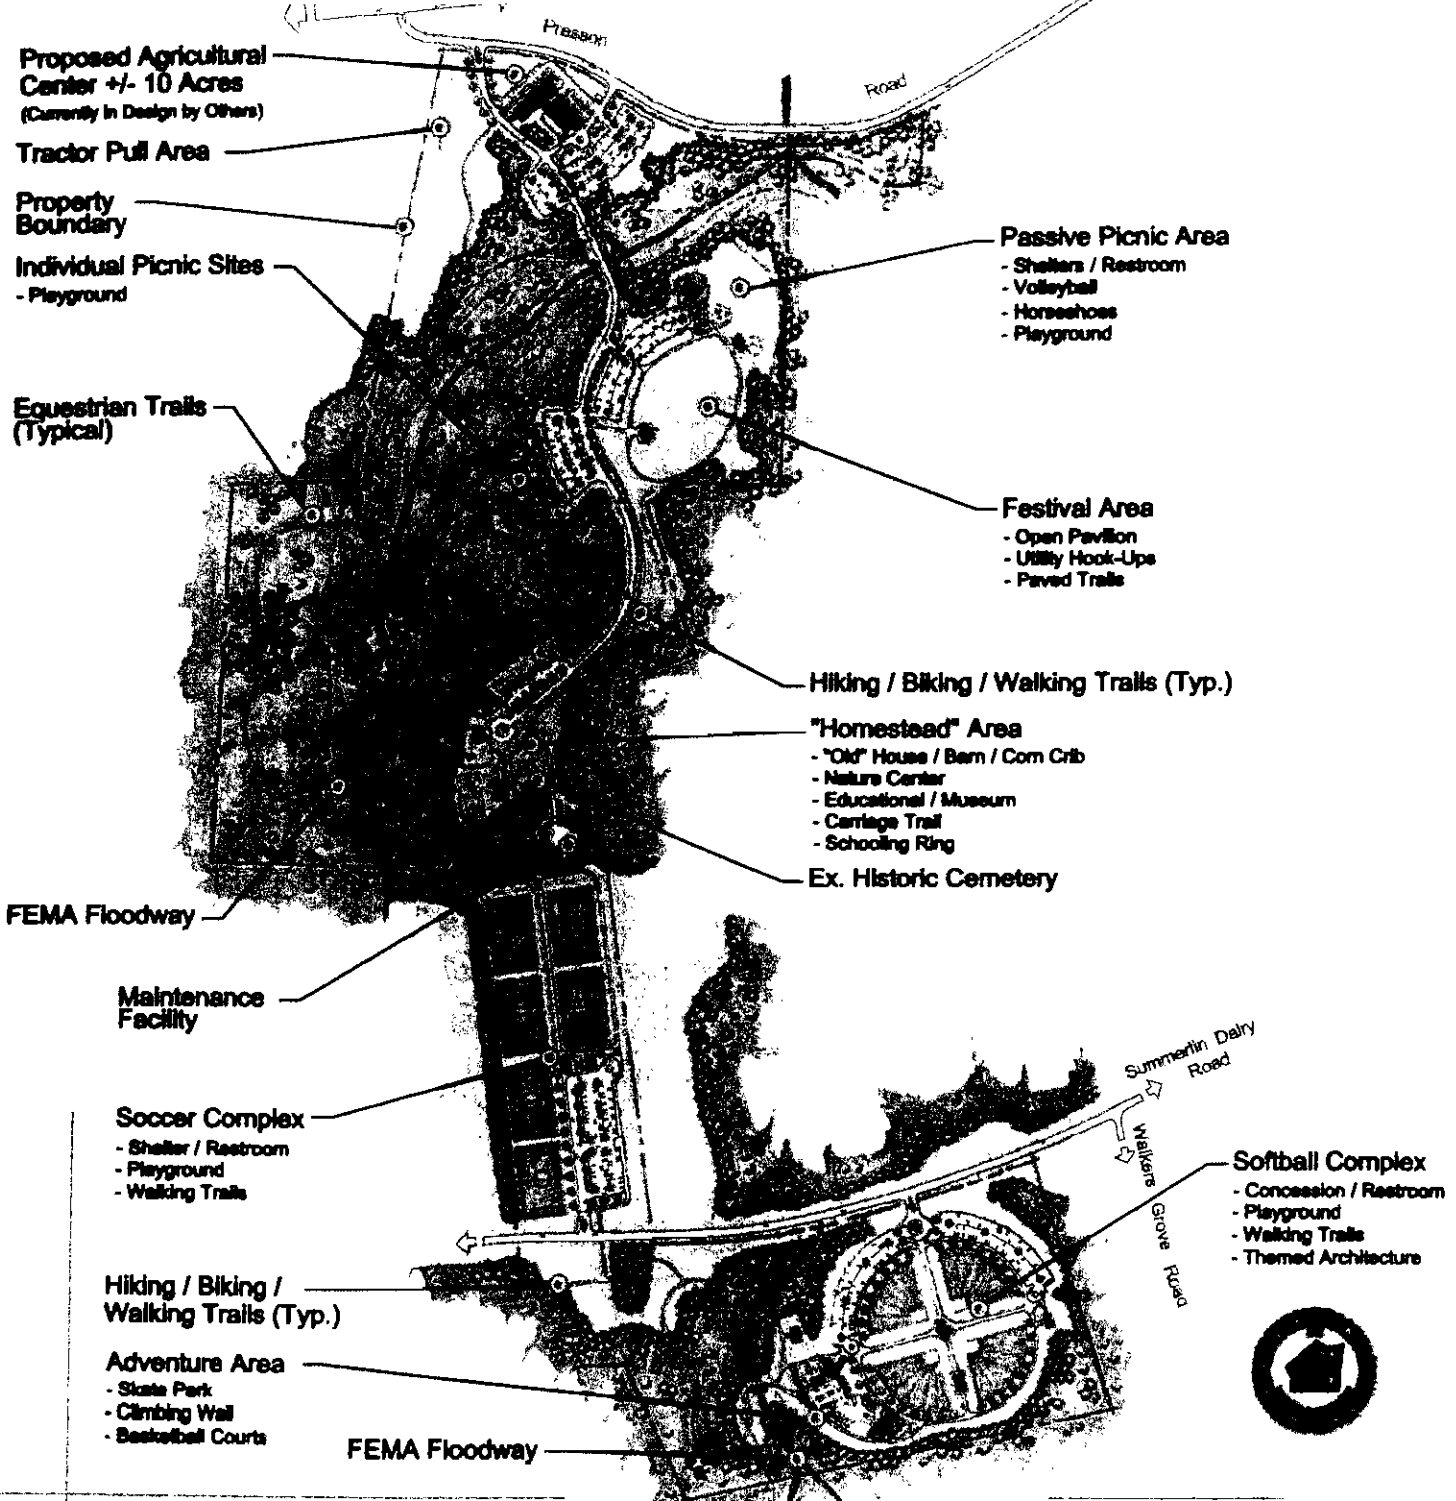 Presson
Road
Proposed Agricultural
Center +/- 10 Acres
(Currently in Design by Others)
Tractor Pull Area
Property
Boundary
Individual Picnic Sites
- Playground
Equestrian Trails
(Typical)
Passive Picnic Area
- Shelters / Restroom
- Volleyball
- Horseshoes
- Playground
Festival Area
- Open Pavilion
- Utility Hook-Ups
- Paved Trails
Hiking / Biking / Walking Trails (Typ.)
"Homestead" Area
- "Old" House / Barn / Corn Crib
- Nature Center
- Educational / Museum
- Carriage Trail
- Schooling Ring
Ex. Historic Cemetery
FEMA Floodway
Maintenance
Facility
Soccer Complex
- Shelter / Restroom
- Playground
- Walking Trails
Summerlin Dairy
Road
Walkers Grove Road
Softball Complex
- Concession / Restroom
- Playground
- Walking Trails
- Themed Architecture
Hiking / Biking /
Walking Trails (Typ.)
Adventure Area
- Skate Park
- Climbing Wall
- Basketball Courts
FEMA Floodway